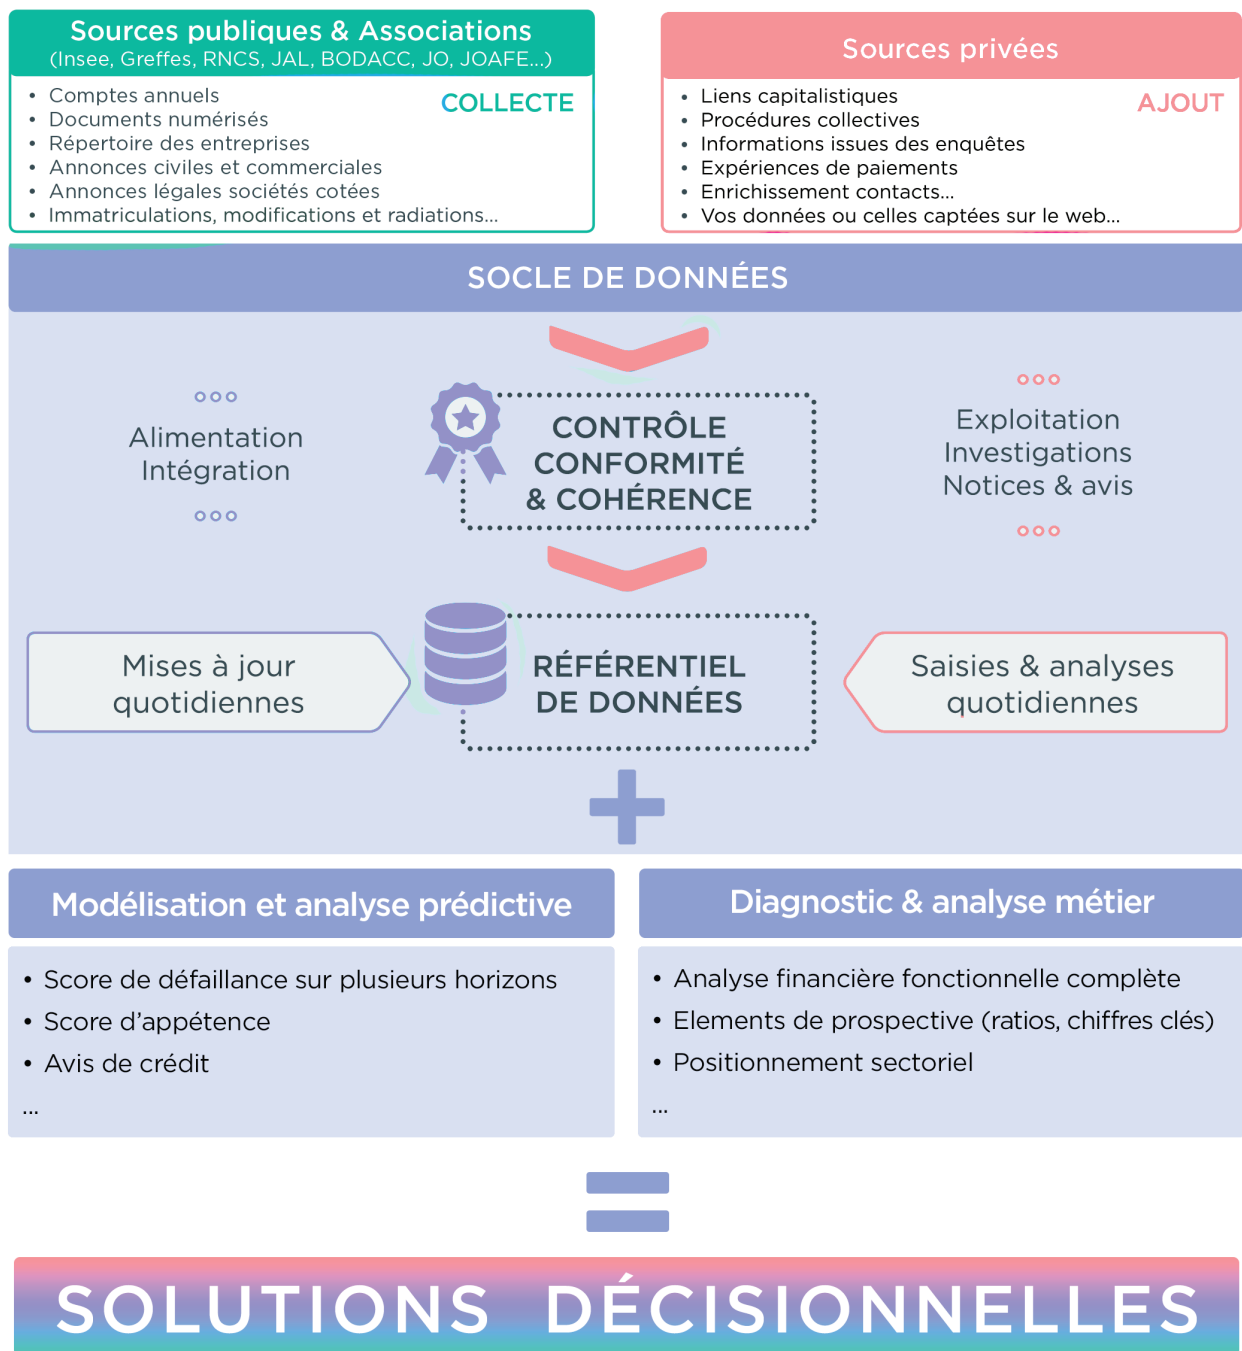 Sources publiques & Associations
(Insee, Greffes, RNCS, JAL, BODACC, JO, JOAFE...)
COLLECTE
• Comptes annuels
• Documents numérisés
• Répertoire des entreprises
• Annonces civiles et commerciales
• Annonces légales sociétés cotées
• Immatriculations, modifications et radiations...
Sources privées
AJOUT
• Liens capitalistiques
• Procédures collectives
• Informations issues des enquêtes
• Expériences de paiements
• Enrichissement contacts...
• Vos données ou celles captées sur le web...
SOCLE DE DONNÉES
Alimentation
Intégration
CONTRÔLE
CONFORMITÉ
& COHÉRENCE
Exploitation
Investigations
Notices & avis
Mises à jour
quotidiennes
RÉFÉRENTIEL
DE DONNÉES
Saisies & analyses
quotidiennes
Modélisation et analyse prédictive
• Score de défaillance sur plusieurs horizons
• Score d’appétence
• Avis de crédit
...
Diagnostic & analyse métier
• Analyse financière fonctionnelle complète
• Elements de prospective (ratios, chiffres clés)
• Positionnement sectoriel
...
SOLUTIONS DÉCISIONNELLES